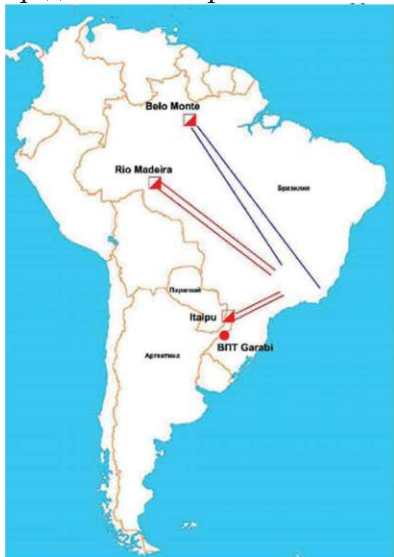 Belo Monte
Rio Madeira
Бразилия
Парагвай
Itaipu
ВПТ Garabi
Аргентина